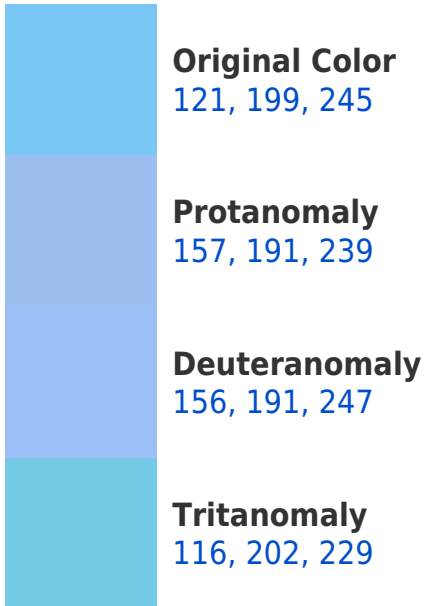 Original Color
121, 199, 245
Protanomaly
157, 191, 239
Deuteranomaly
156, 191, 247
Tritanomaly
116, 202, 229